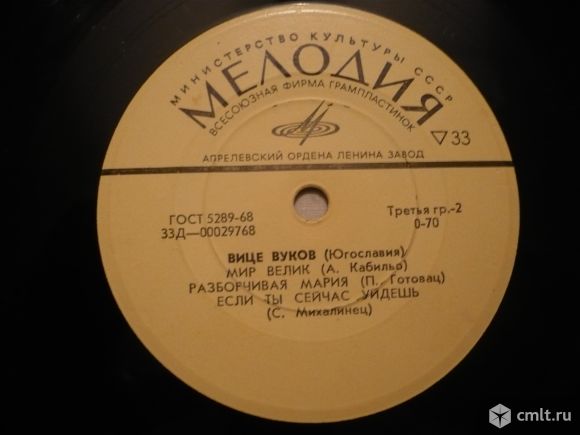 МИНИСТЕРСТВО КУЛЬТУРЫ СССР
МЕЛОДИЯ
ВСЕСОЮЗНАЯ ФИРМА ГРАМПЛАСТИНОК
▽33
АПРЕЛЕВСКИЙ ОРДЕНА ЛЕНИНА ЗАВОД
ГОСТ 5289-68
33Д—00029768
Третья гр.-2
0-70
ВИЦЕ ВУКОВ (Югославия)
МИР ВЕЛИК (А. Кабильо)
РАЗБОРЧИВАЯ МАРИЯ (П. Готовац)
ЕСЛИ ТЫ СЕЙЧАС УЙДЕШЬ
(С. Михалинец)
cmlt.ru